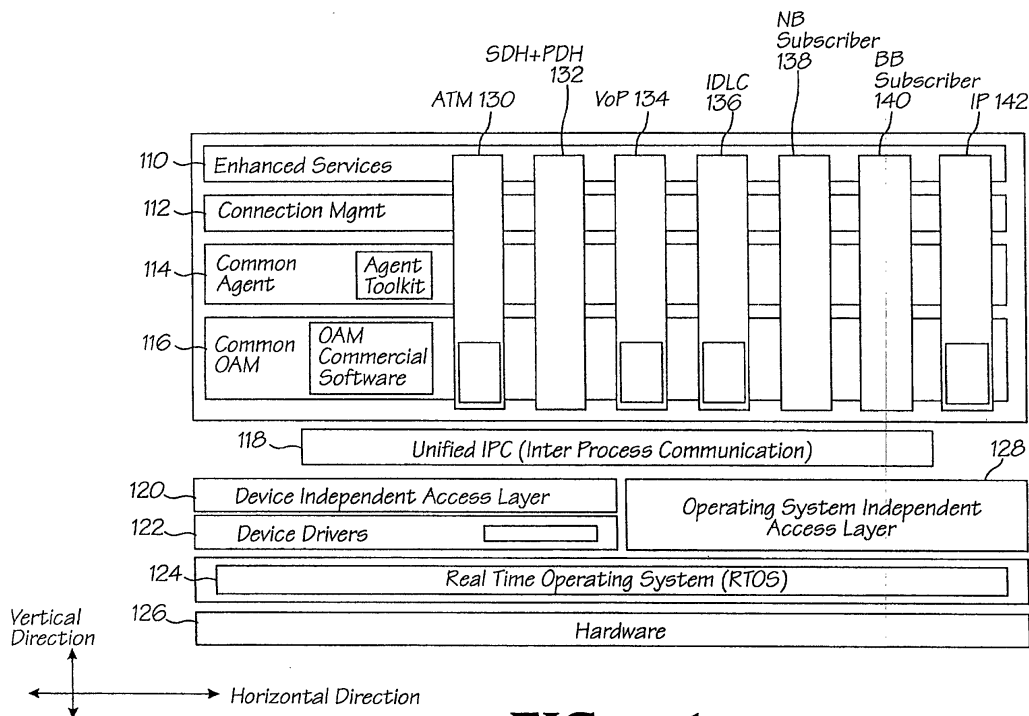 NB
Subscriber
138
SDH+PDH
132
BB
Subscriber
140
ATM 130
VoP 134
IDLC
136
IP 142
110
Enhanced Services
112
Connection Mgmt
114
Common
Agent
Agent
Toolkit
116
Common
OAM
OAM
Commercial
Software
118
Unified IPC (Inter Process Communication)
128
120
Device Independent Access Layer
Operating System Independent
Access Layer
122
Device Drivers
124
Real Time Operating System (RTOS)
126
Hardware
Vertical
Direction
Horizontal Direction